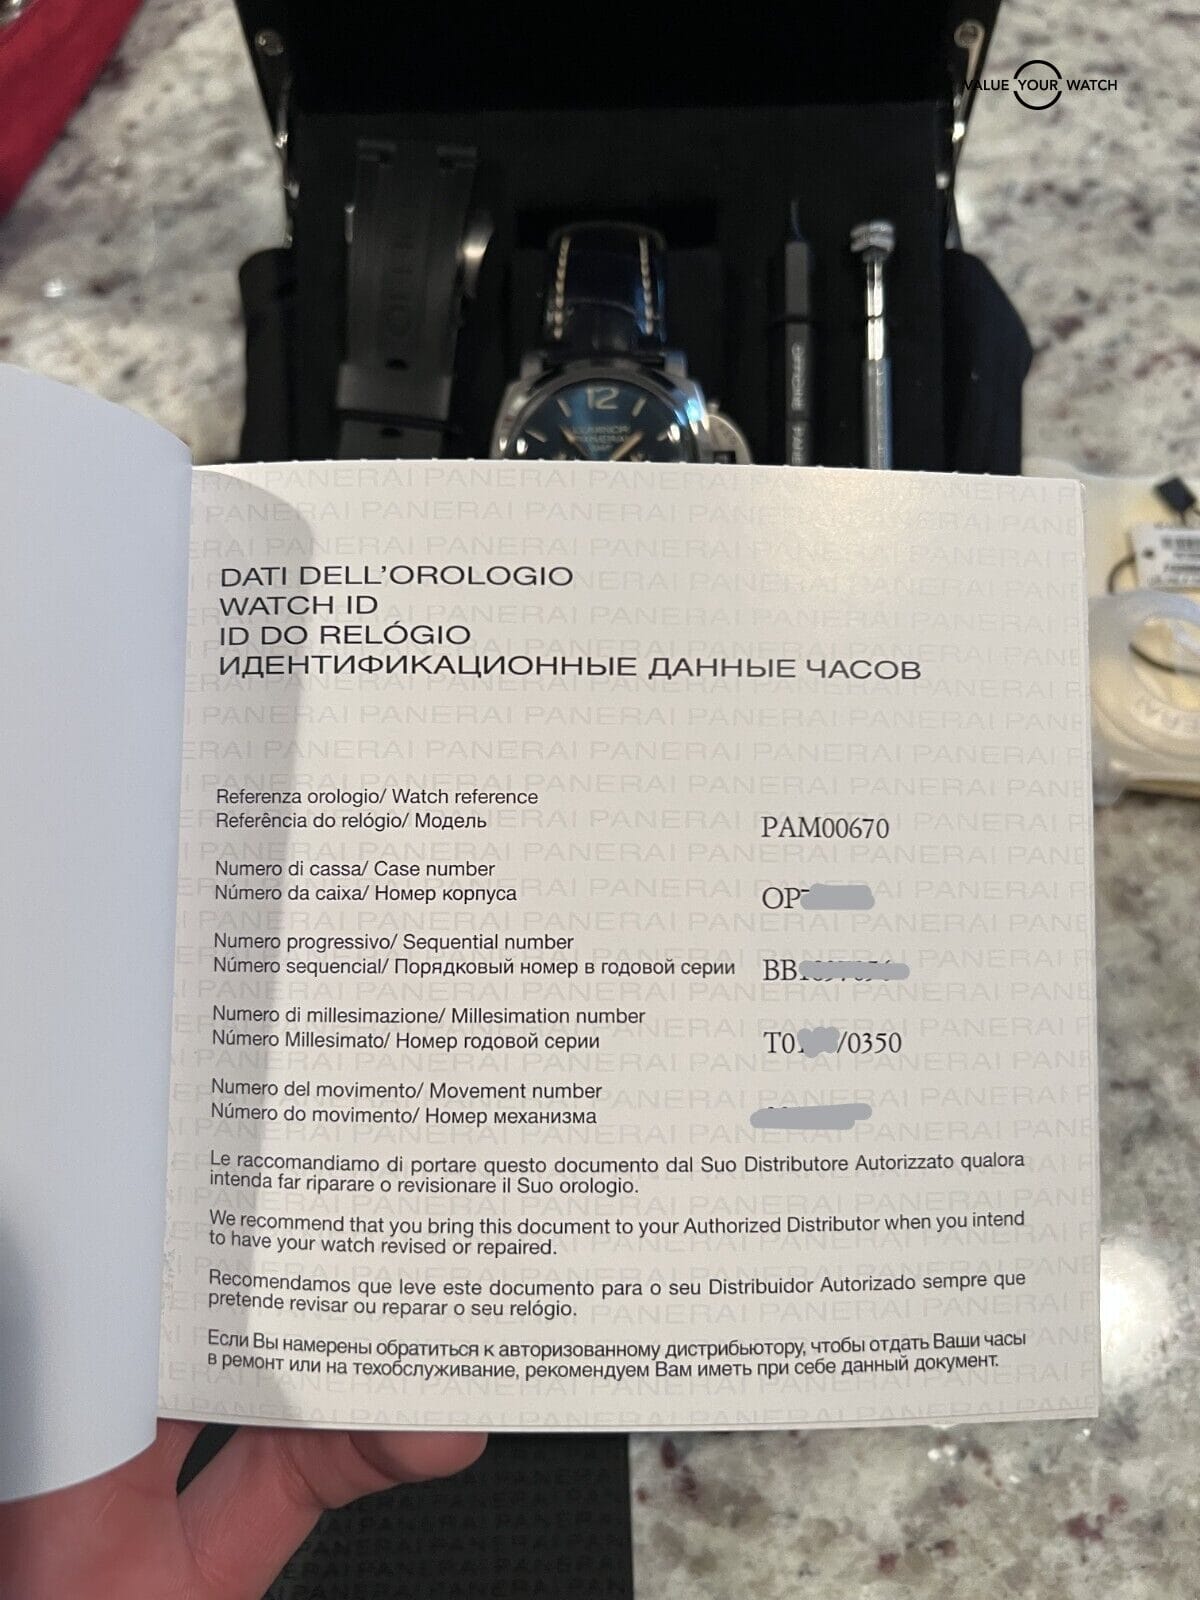 VALUE YOUR WATCH
12
LUMINOR
PANERAI
DATI DELL'OROLOGIO
WATCH ID
ID DO RELÓGIO
ИДЕНТИФИКАЦИОННЫЕ ДАННЫЕ ЧАСОВ
Referenza orologio/ Watch reference
Referência do relógio/ Модель PAM00670
Numero di cassa/ Case number
Número da caixa/ Номер корпуса OP
Numero progressivo/ Sequential number
Número sequencial/ Порядковый номер в годовой серии BB
Numero di millesimazione/ Millesimation number
Número Millesimato/ Номер годовой серии T0 /0350
Numero del movimento/ Movement number
Número do movimento/ Номер механизма
Le raccomandiamo di portare questo documento dal Suo Distributore Autorizzato qualora
intenda far riparare o revisionare il Suo orologio.
We recommend that you bring this document to your Authorized Distributor when you intend
to have your watch revised or repaired.
Recomendamos que leve este documento para o seu Distribuidor Autorizado sempre que
pretende revisar ou reparar o seu relógio.
Если Вы намерены обратиться к авторизованному дистрибьютору, чтобы отдать Ваши часы
в ремонт или на техобслуживание, рекомендуем Вам иметь при себе данный документ.